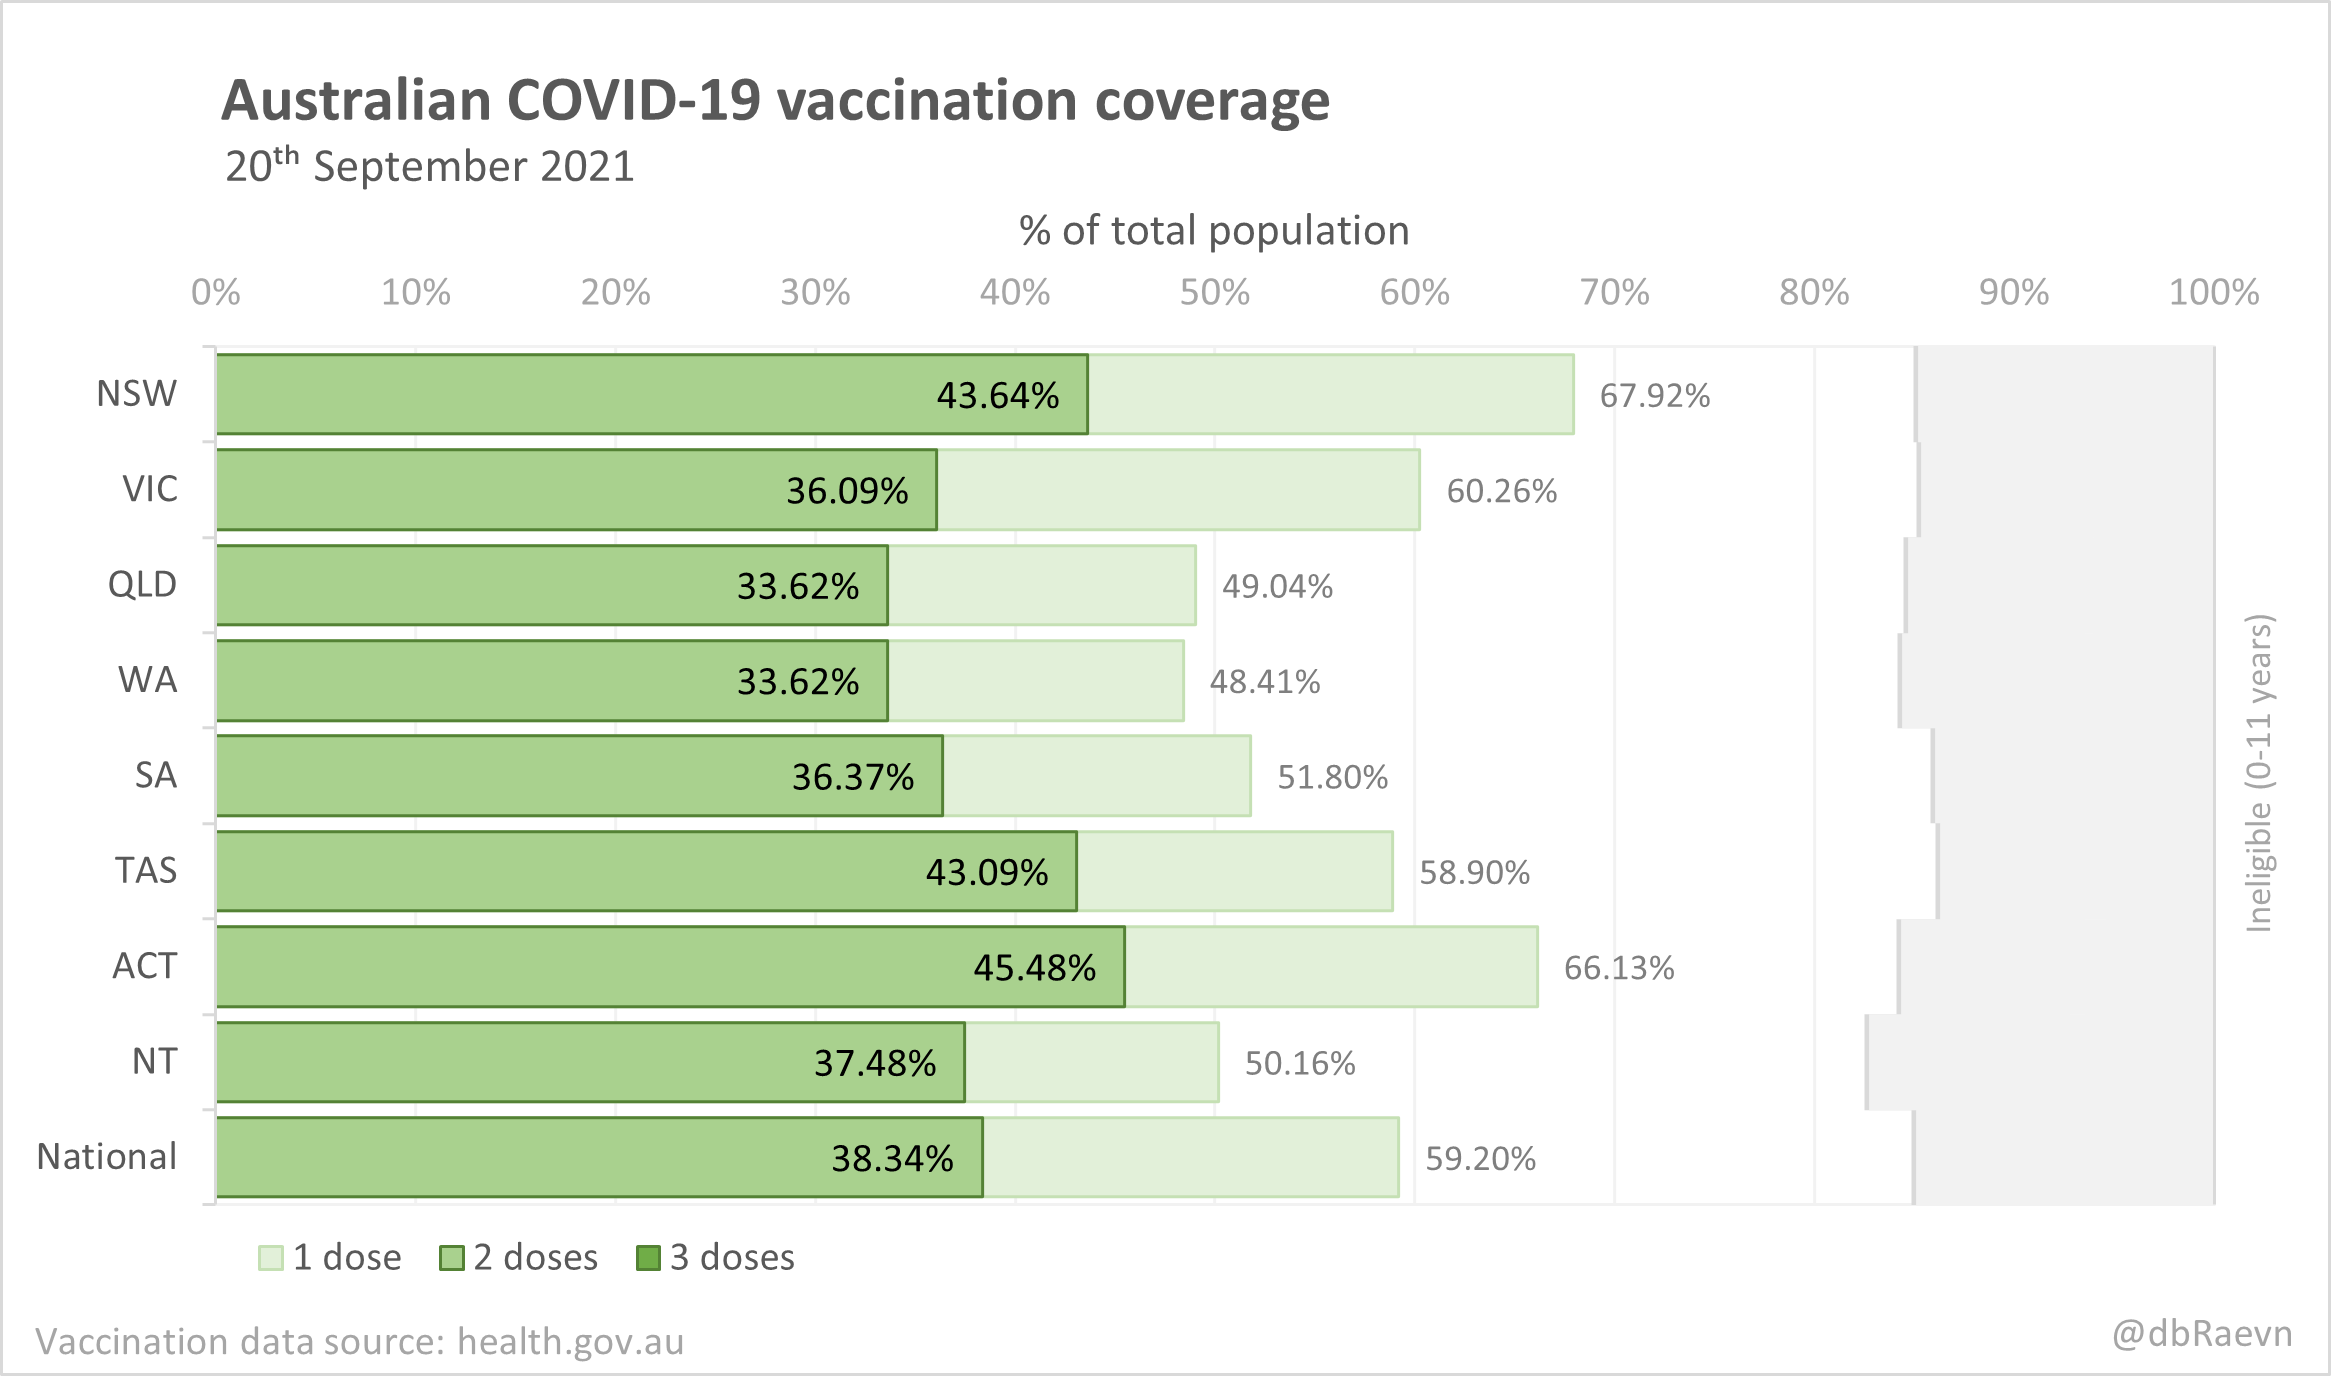 Australian COVID-19 vaccination coverage
20th September 2021
% of total population
0% 10% 20% 30% 40% 50% 60% 70% 80% 90% 100%
NSW 43.64% 67.92%
VIC 36.09% 60.26%
QLD 33.62% 49.04%
WA 33.62% 48.41%
SA 36.37% 51.80%
TAS 43.09% 58.90%
ACT 45.48% 66.13%
NT 37.48% 50.16%
National 38.34% 59.20%
Ineligible (0-11 years)
1 dose 2 doses 3 doses
Vaccination data source: health.gov.au
@dbRaevn